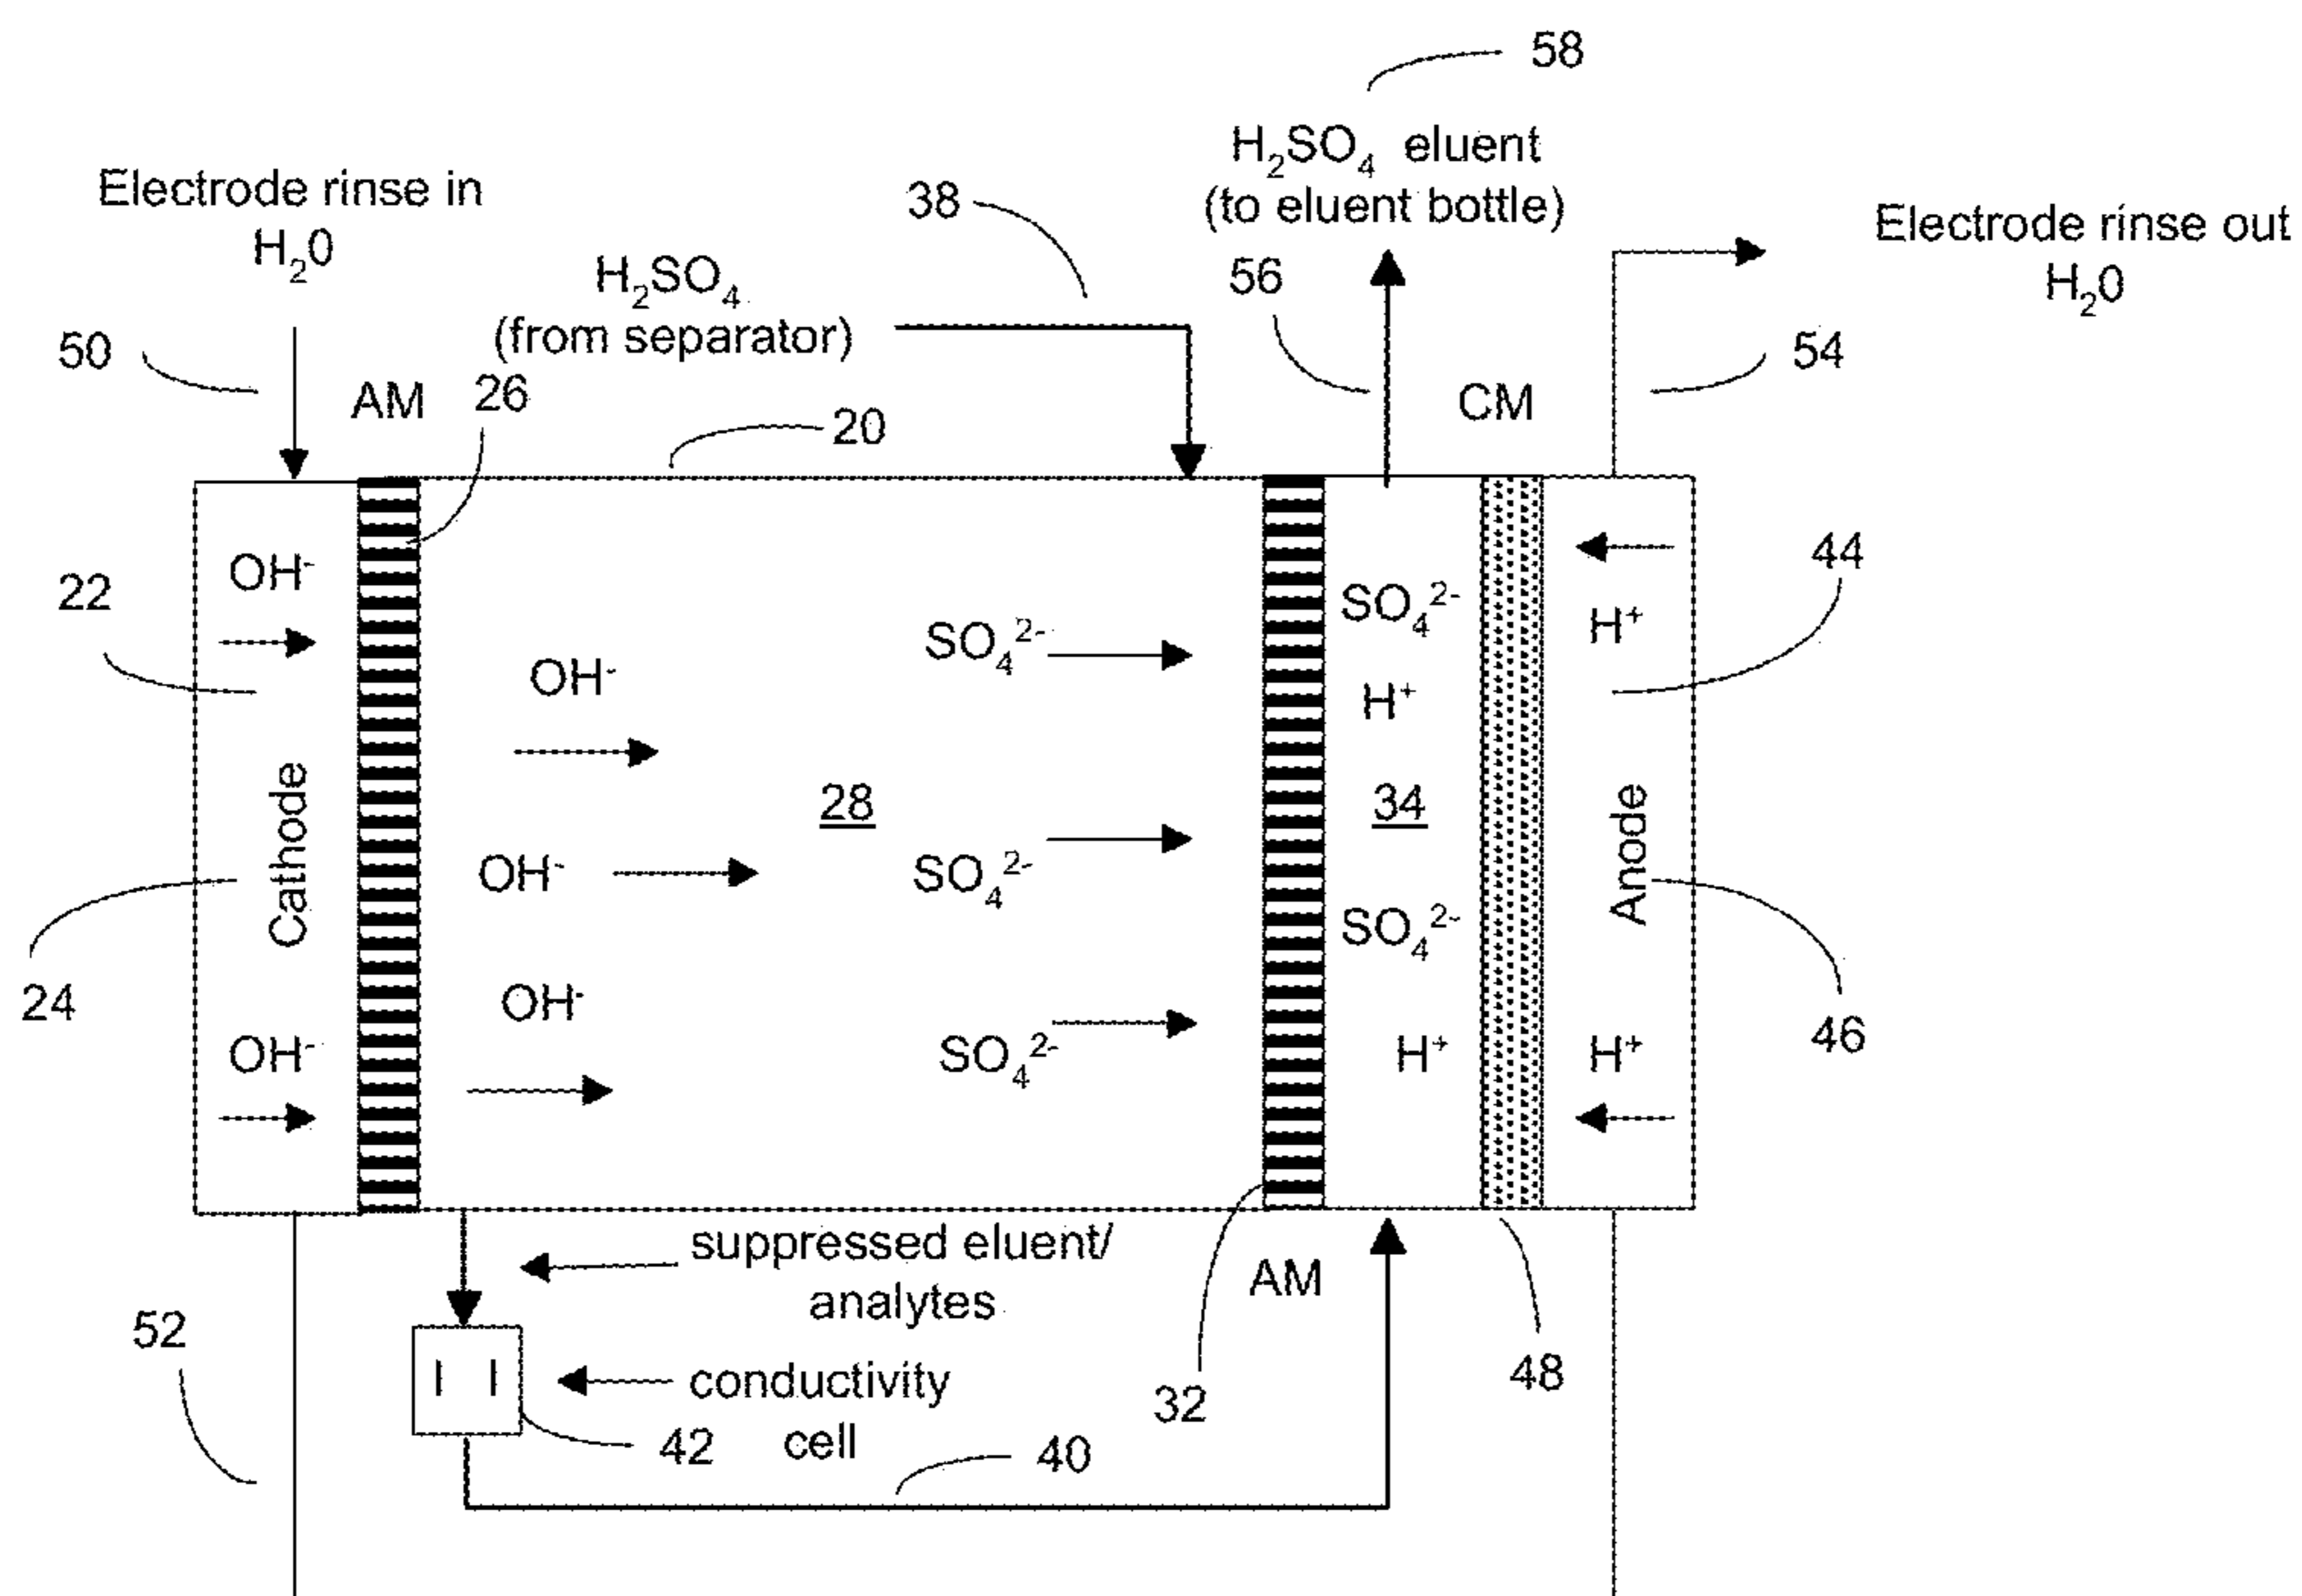 58
H₂SO₄ eluent
(to eluent bottle)
Electrode rinse in
H₂0
38
Electrode rinse out
H₂0
H₂SO₄
(from separator)
56
50
54
AM
26
20
CM
OH⁻
22
44
SO₄²⁻
SO₄²⁻
H⁺
OH⁻
H⁺
Cathode
28
34
Anode
OH⁻
SO₄²⁻
SO₄²⁻
24
OH⁻
46
OH⁻
SO₄²⁻
H⁺
H⁺
suppressed eluent/
analytes
AM
52
conductivity
cell
32
48
42
40